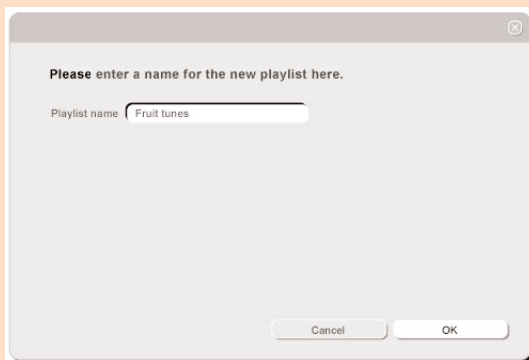 Please enter a name for the new playlist here.
Playlist name Fruit tunes
Cancel OK